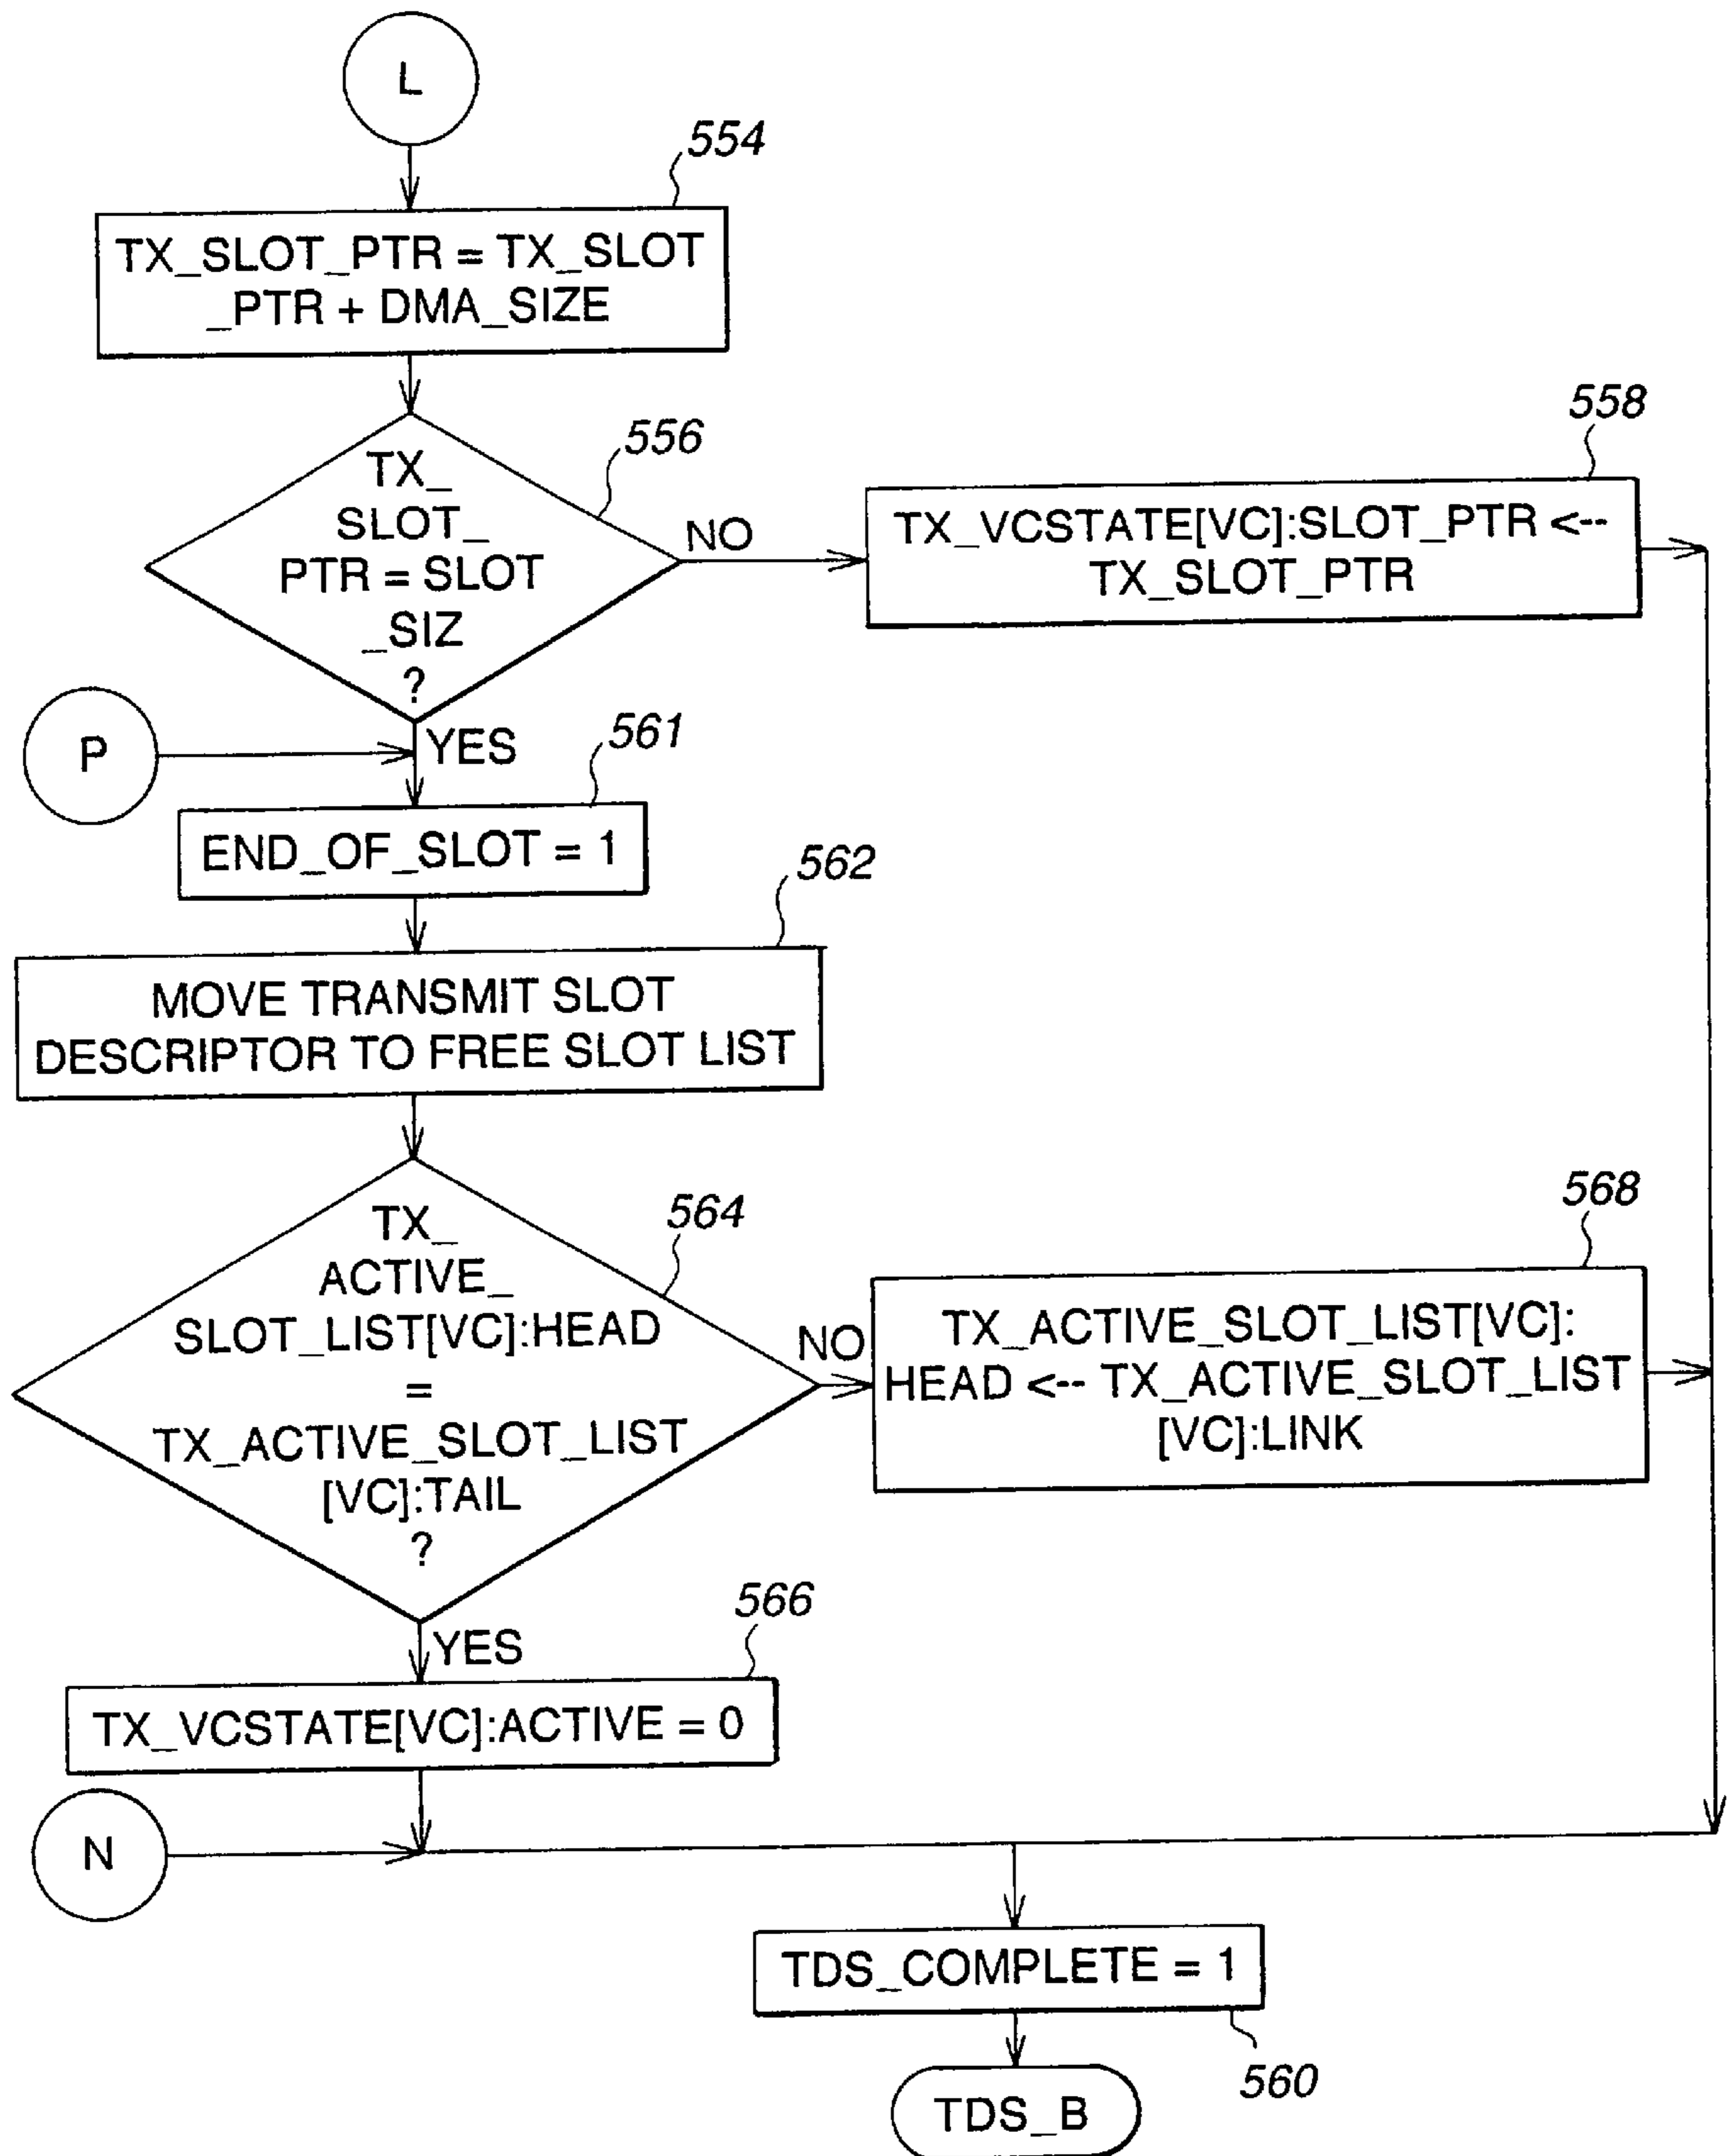 L
554
TX_SLOT_PTR = TX_SLOT
_PTR + DMA_SIZE
556
TX_
SLOT_
PTR = SLOT
_SIZ
?
NO
558
TX_VCSTATE[VC]:SLOT_PTR <--
TX_SLOT_PTR
P
YES
561
END_OF_SLOT = 1
562
MOVE TRANSMIT SLOT
DESCRIPTOR TO FREE SLOT LIST
564
TX_
ACTIVE_
SLOT_LIST[VC]:HEAD
=
TX_ACTIVE_SLOT_LIST
[VC]:TAIL
?
NO
568
TX_ACTIVE_SLOT_LIST[VC]:
HEAD <-- TX_ACTIVE_SLOT_LIST
[VC]:LINK
YES
566
TX_VCSTATE[VC]:ACTIVE = 0
N
TDS_COMPLETE = 1
560
TDS_B